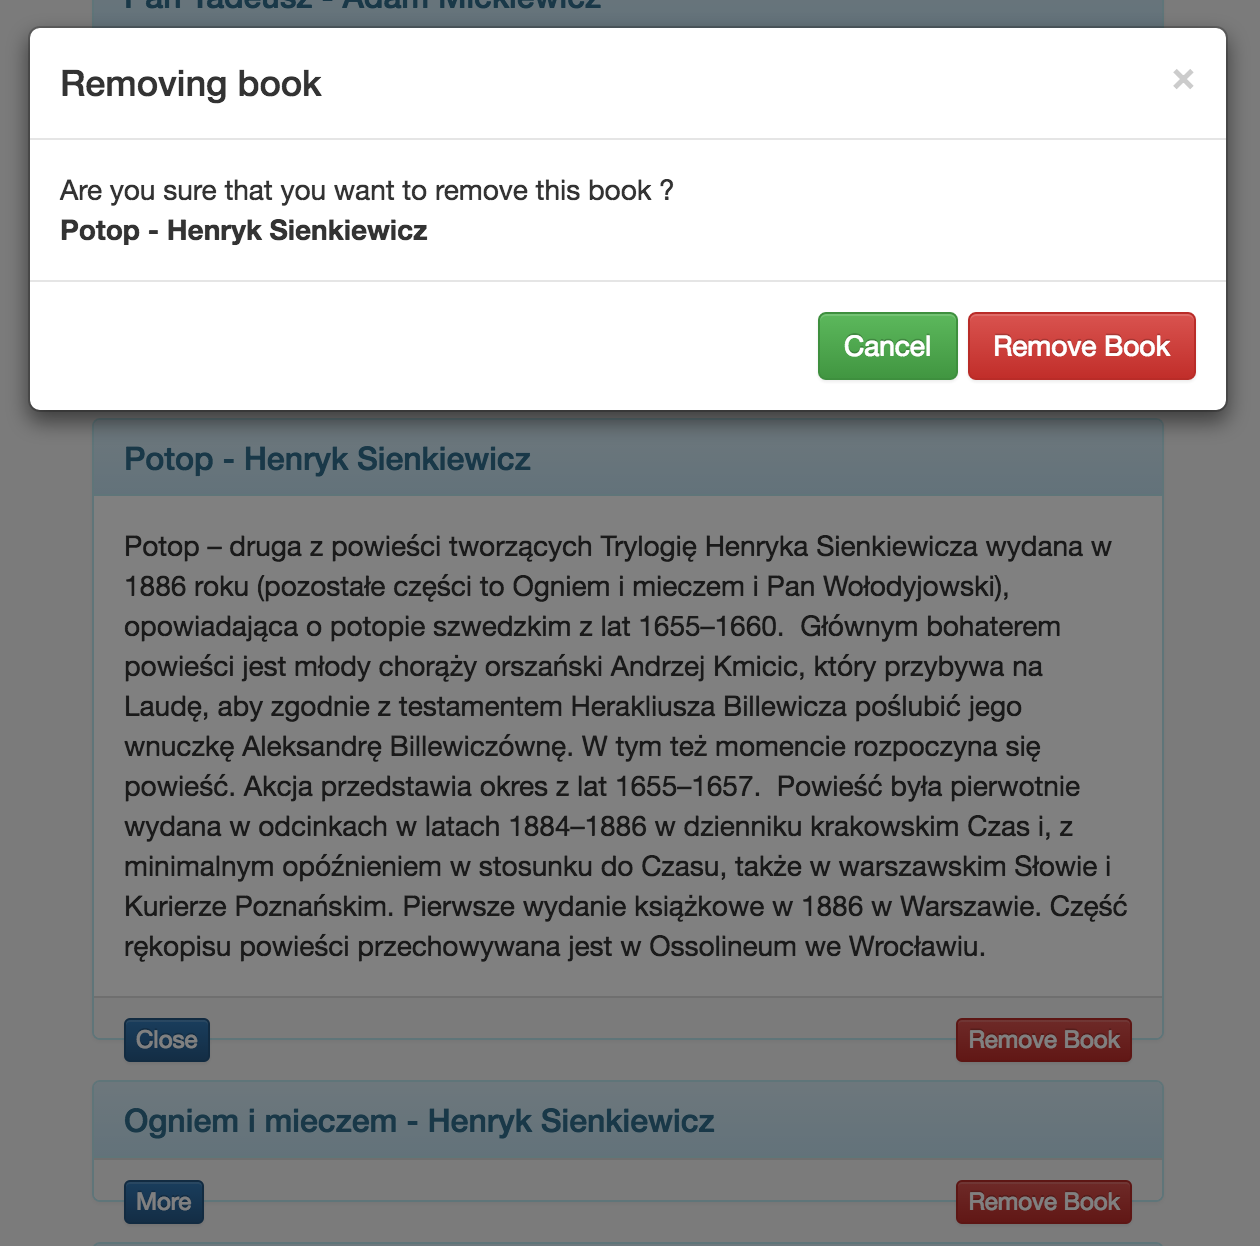 Pan Tadeusz - Adam Mickiewicz
Removing book
×
Are you sure that you want to remove this book ?
Potop - Henryk Sienkiewicz
Cancel
Remove Book
Potop - Henryk Sienkiewicz
Potop – druga z powieści tworzących Trylogię Henryka Sienkiewicza wydana w
1886 roku (pozostałe części to Ogniem i mieczem i Pan Wołodyjowski),
opowiadająca o potopie szwedzkim z lat 1655–1660.  Głównym bohaterem
powieści jest młody chorąży orszański Andrzej Kmicic, który przybywa na
Laudę, aby zgodnie z testamentem Herakliusza Billewicza poślubić jego
wnuczkę Aleksandrę Billewiczównę. W tym też momencie rozpoczyna się
powieść. Akcja przedstawia okres z lat 1655–1657.  Powieść była pierwotnie
wydana w odcinkach w latach 1884–1886 w dzienniku krakowskim Czas i, z
minimalnym opóźnieniem w stosunku do Czasu, także w warszawskim Słowie i
Kurierze Poznańskim. Pierwsze wydanie książkowe w 1886 w Warszawie. Część
rękopisu powieści przechowywana jest w Ossolineum we Wrocławiu.
Close
Remove Book
Ogniem i mieczem - Henryk Sienkiewicz
More
Remove Book